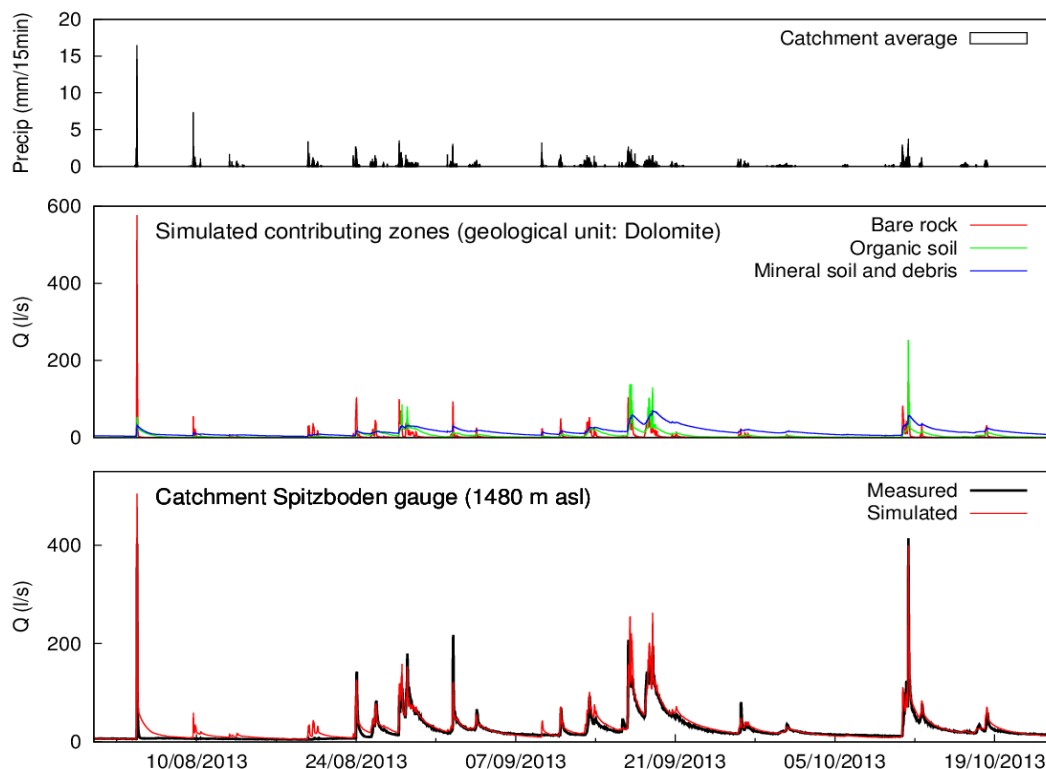 Precip (mm/15min)
20
15
10
5
0
Catchment average
Q (l/s)
600
400
200
0
Simulated contributing zones (geological unit: Dolomite)
Bare rock
Organic soil
Mineral soil and debris
Q (l/s)
400
200
0
Catchment Spitzboden gauge (1480 m asl)
Measured
Simulated
10/08/2013 24/08/2013 07/09/2013 21/09/2013 05/10/2013 19/10/2013